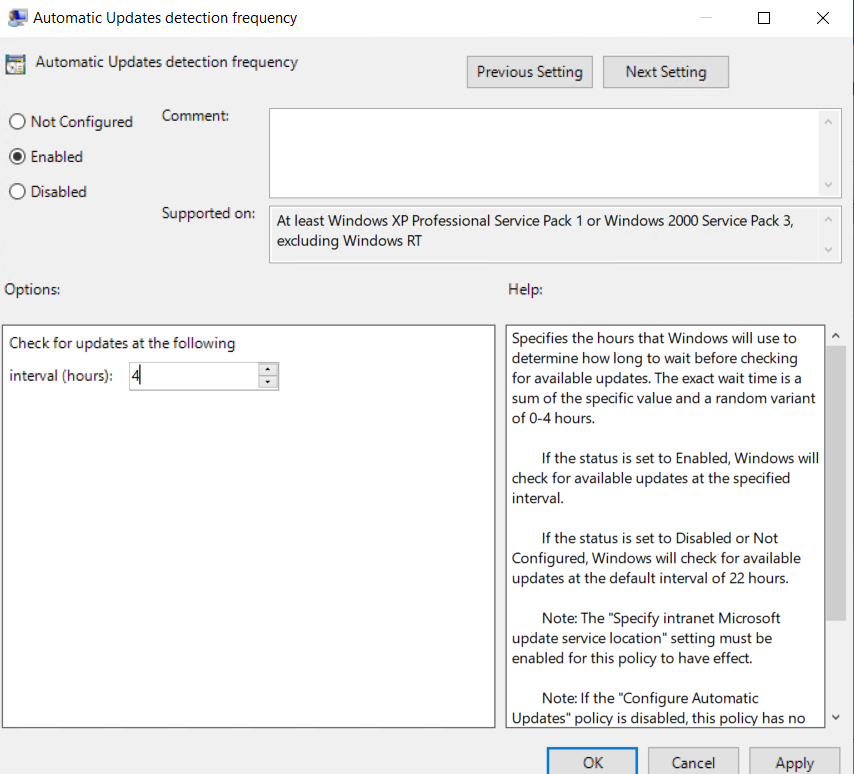 Automatic Updates detection frequency
Automatic Updates detection frequency
Previous Setting
Next Setting
Not Configured
Comment:
Enabled
Disabled
Supported on:
At least Windows XP Professional Service Pack 1 or Windows 2000 Service Pack 3,
excluding Windows RT
Options:
Help:
Check for updates at the following
interval (hours):
4
Specifies the hours that Windows will use to
determine how long to wait before checking
for available updates. The exact wait time is a
sum of the specific value and a random variant
of 0-4 hours.
If the status is set to Enabled, Windows will
check for available updates at the specified
interval.
If the status is set to Disabled or Not
Configured, Windows will check for available
updates at the default interval of 22 hours.
Note: The "Specify intranet Microsoft
update service location" setting must be
enabled for this policy to have effect.
Note: If the "Configure Automatic
Updates" policy is disabled, this policy has no
OK
Cancel
Apply